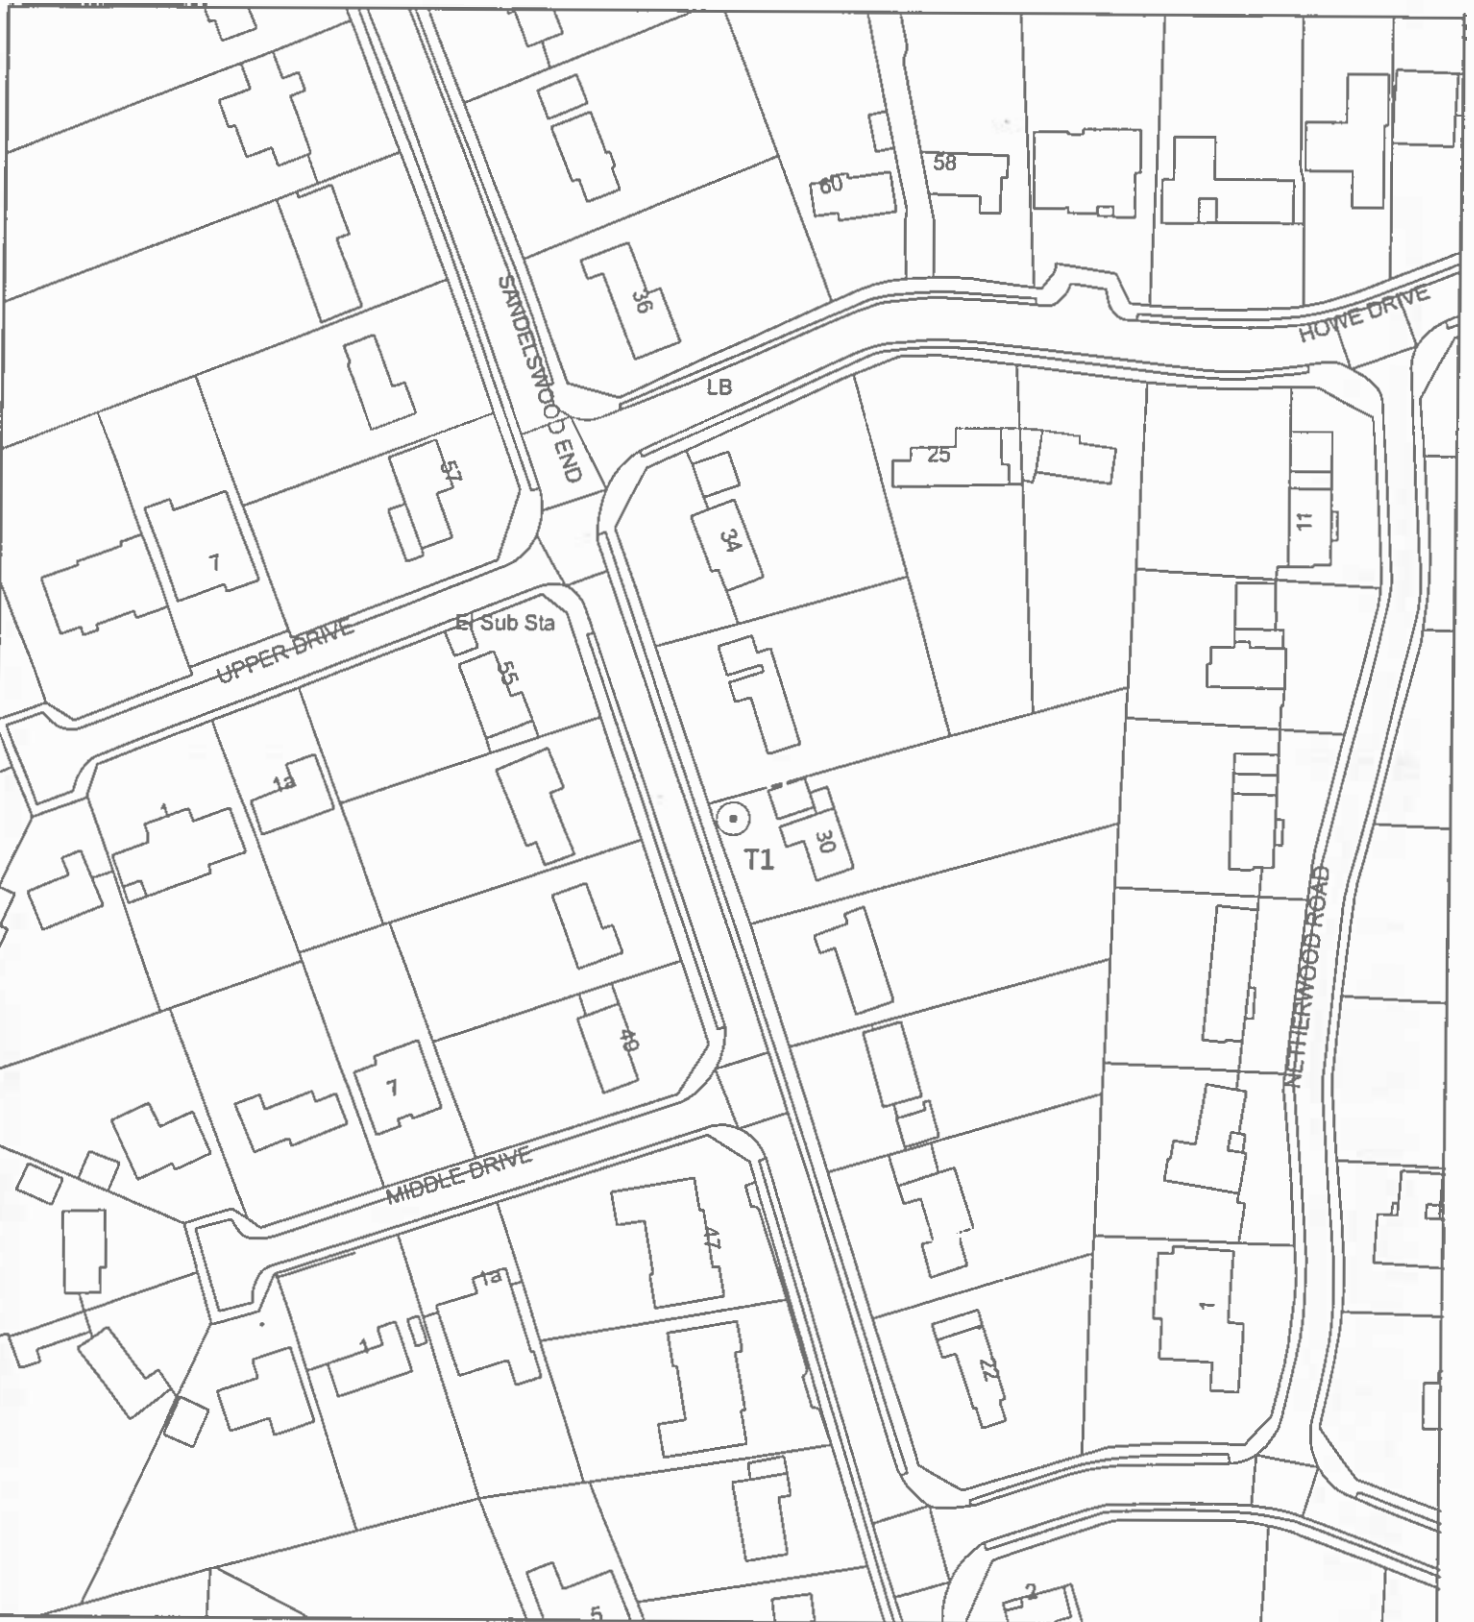 58
60
SANDELSWOOD END
36
HOWE DRIVE
LB
57
25
34
11
7
UPPER DRIVE
El Sub Sta
55
1a
1
T1
30
NETHERWOOD ROAD
49
7
MIDDLE DRIVE
47
1a
1
1
22
5
2